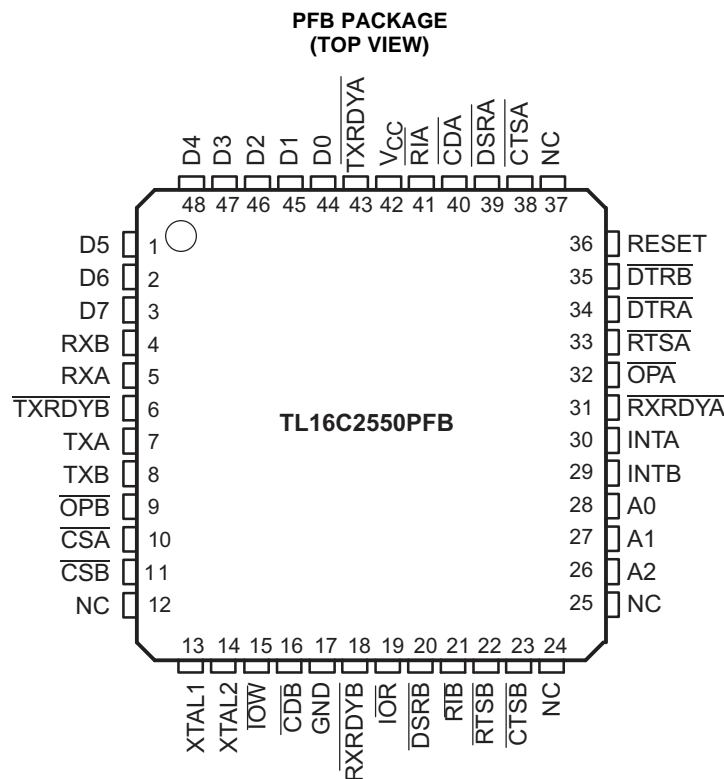 PFB PACKAGE
(TOP VIEW)
D4
D3
D2
D1
D0
TXRDYA
VCC
RIA
CDA
DSRA
CTSA
NC
48 47 46 45 44 43 42 41 40 39 38 37
D5 1
D6 2
D7 3
RXB 4
RXA 5
TXRDYB 6
TXA 7
TXB 8
OPB 9
CSA 10
CSB 11
NC 12
TL16C2550PFB
36 RESET
35 DTRB
34 DTRA
33 RTSA
32 OPA
31 RXRDYA
30 INTA
29 INTB
28 A0
27 A1
26 A2
25 NC
13 14 15 16 17 18 19 20 21 22 23 24
XTAL1
XTAL2
IOW
CDB
GND
RXRDYB
IOR
DSRB
RIB
RTSB
CTSB
NC